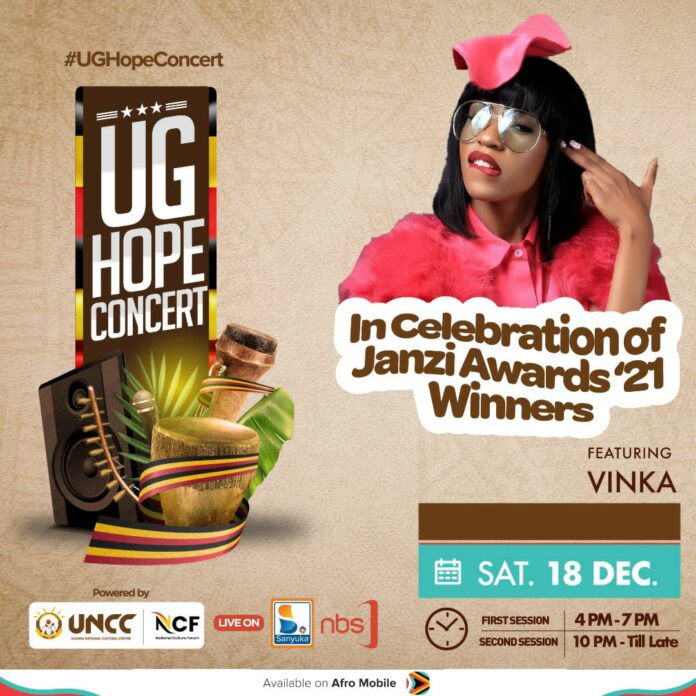 #UGHopeConcert
UG
HOPE
CONCERT
In Celebration of
Janzi Awards ‘21
Winners
FEATURING
VINKA
SAT. 18 DEC.
FIRST SESSION 4 PM - 7 PM
SECOND SESSION 10 PM - Till Late
Powered by
UNCC
UGANDA NATIONAL CULTURAL CENTRE
NCF
National Culture Forum
LIVE ON
Sanyuka
nbs
Available on Afro Mobile